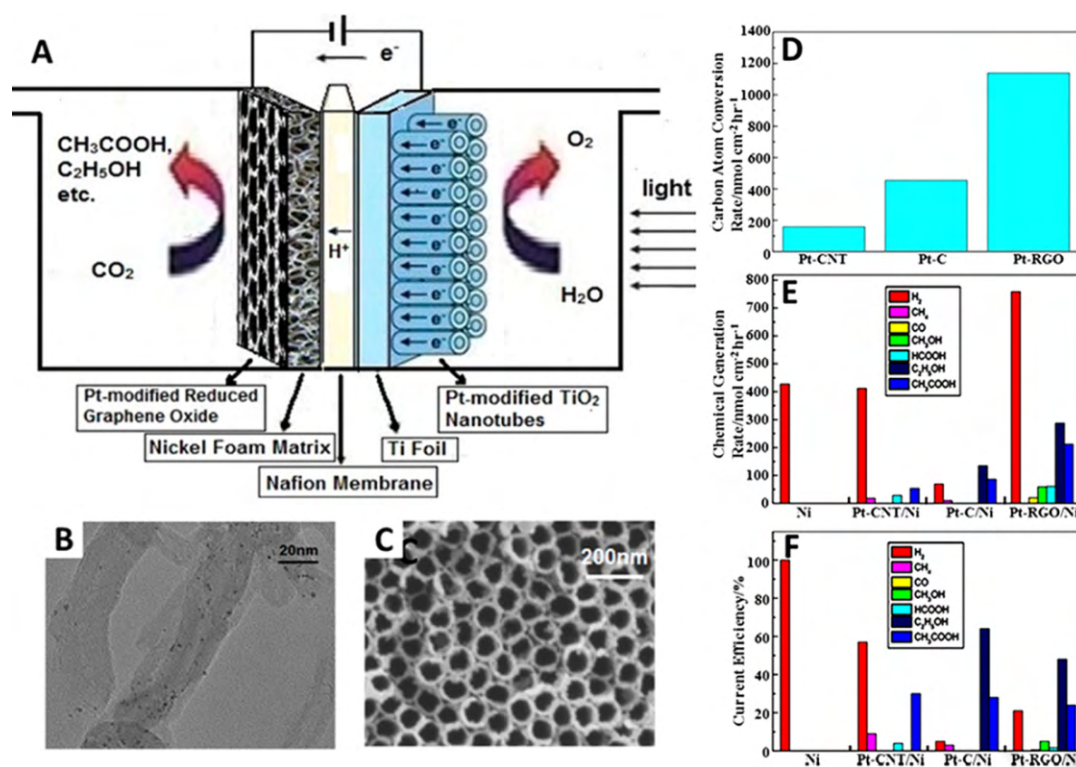 A
e⁻
CH₃COOH,
C₂H₅OH
etc.
CO₂
H⁺
e⁻
e⁻
e⁻
e⁻
e⁻
e⁻
e⁻
e⁻
e⁻
e⁻
O₂
H₂O
light
Pt-modified Reduced
Graphene Oxide
Nickel Foam Matrix
Nafion Membrane
Ti Foil
Pt-modified TiO₂
Nanotubes
B
20nm
C
C
200nm
D
Carbon Atom Conversion
Rate/nmol cm⁻² hr⁻¹
1400
1200
1000
800
600
400
200
0
Pt-CNT Pt-C Pt-RGO
E
Chemical Generation
Rate/nmol cm⁻² hr⁻¹
800
700
600
500
400
300
200
100
0
H₂
CH₄
CO
CH₃OH
HCOOH
C₂H₅OH
CH₃COOH
Ni Pt-CNT/Ni Pt-C/Ni Pt-RGO/Ni
F
Current Efficiency/%
100
80
60
40
20
0
H₂
CH₄
CO
CH₃OH
HCOOH
C₂H₅OH
CH₃COOH
Ni Pt-CNT/Ni Pt-C/Ni Pt-RGO/Ni